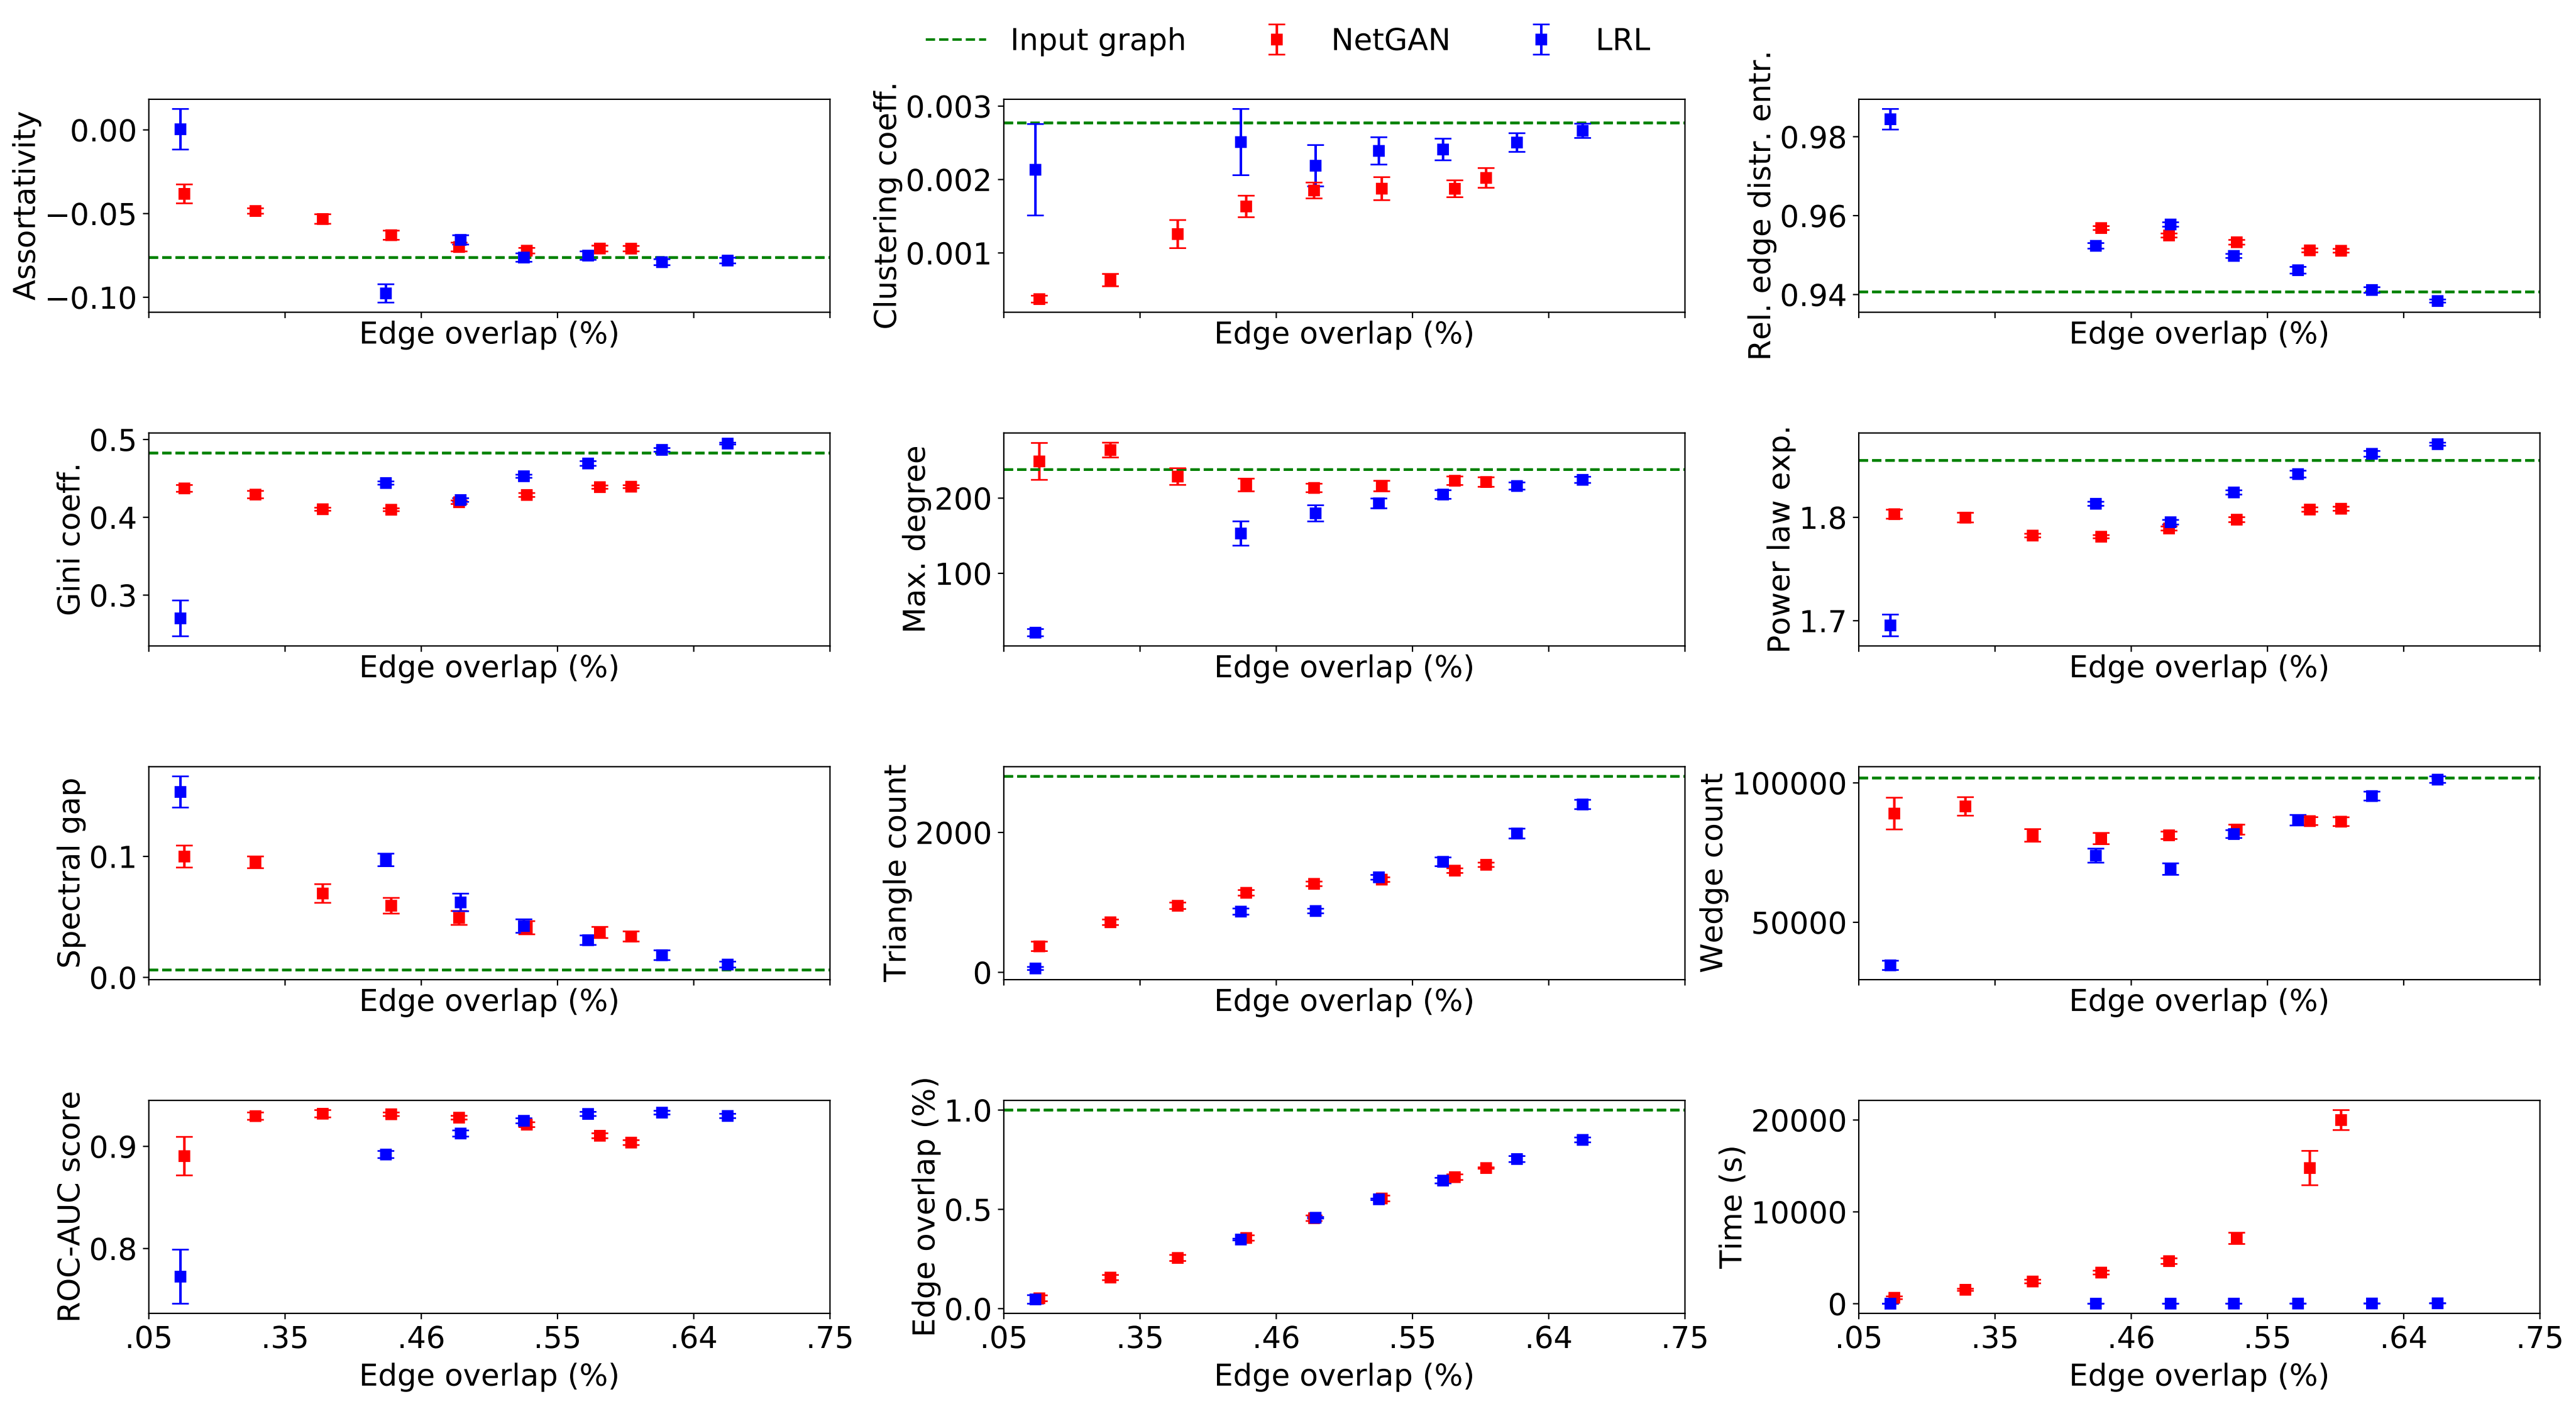 Input graph NetGAN LRL
Assortativity
0.00
−0.05
−0.10
Edge overlap (%)
Clustering coeff.
0.003
0.002
0.001
Edge overlap (%)
Rel. edge distr. entr.
0.98
0.96
0.94
Edge overlap (%)
Gini coeff.
0.5
0.4
0.3
Edge overlap (%)
Max. degree
200
100
Edge overlap (%)
Power law exp.
1.8
1.7
Edge overlap (%)
Spectral gap
0.1
0.0
Edge overlap (%)
Triangle count
2000
0
Edge overlap (%)
Wedge count
100000
50000
Edge overlap (%)
ROC-AUC score
0.9
0.8
.05 .35 .46 .55 .64 .75
Edge overlap (%)
Edge overlap (%)
1.0
0.5
0.0
.05 .35 .46 .55 .64 .75
Edge overlap (%)
Time (s)
20000
10000
0
.05 .35 .46 .55 .64 .75
Edge overlap (%)